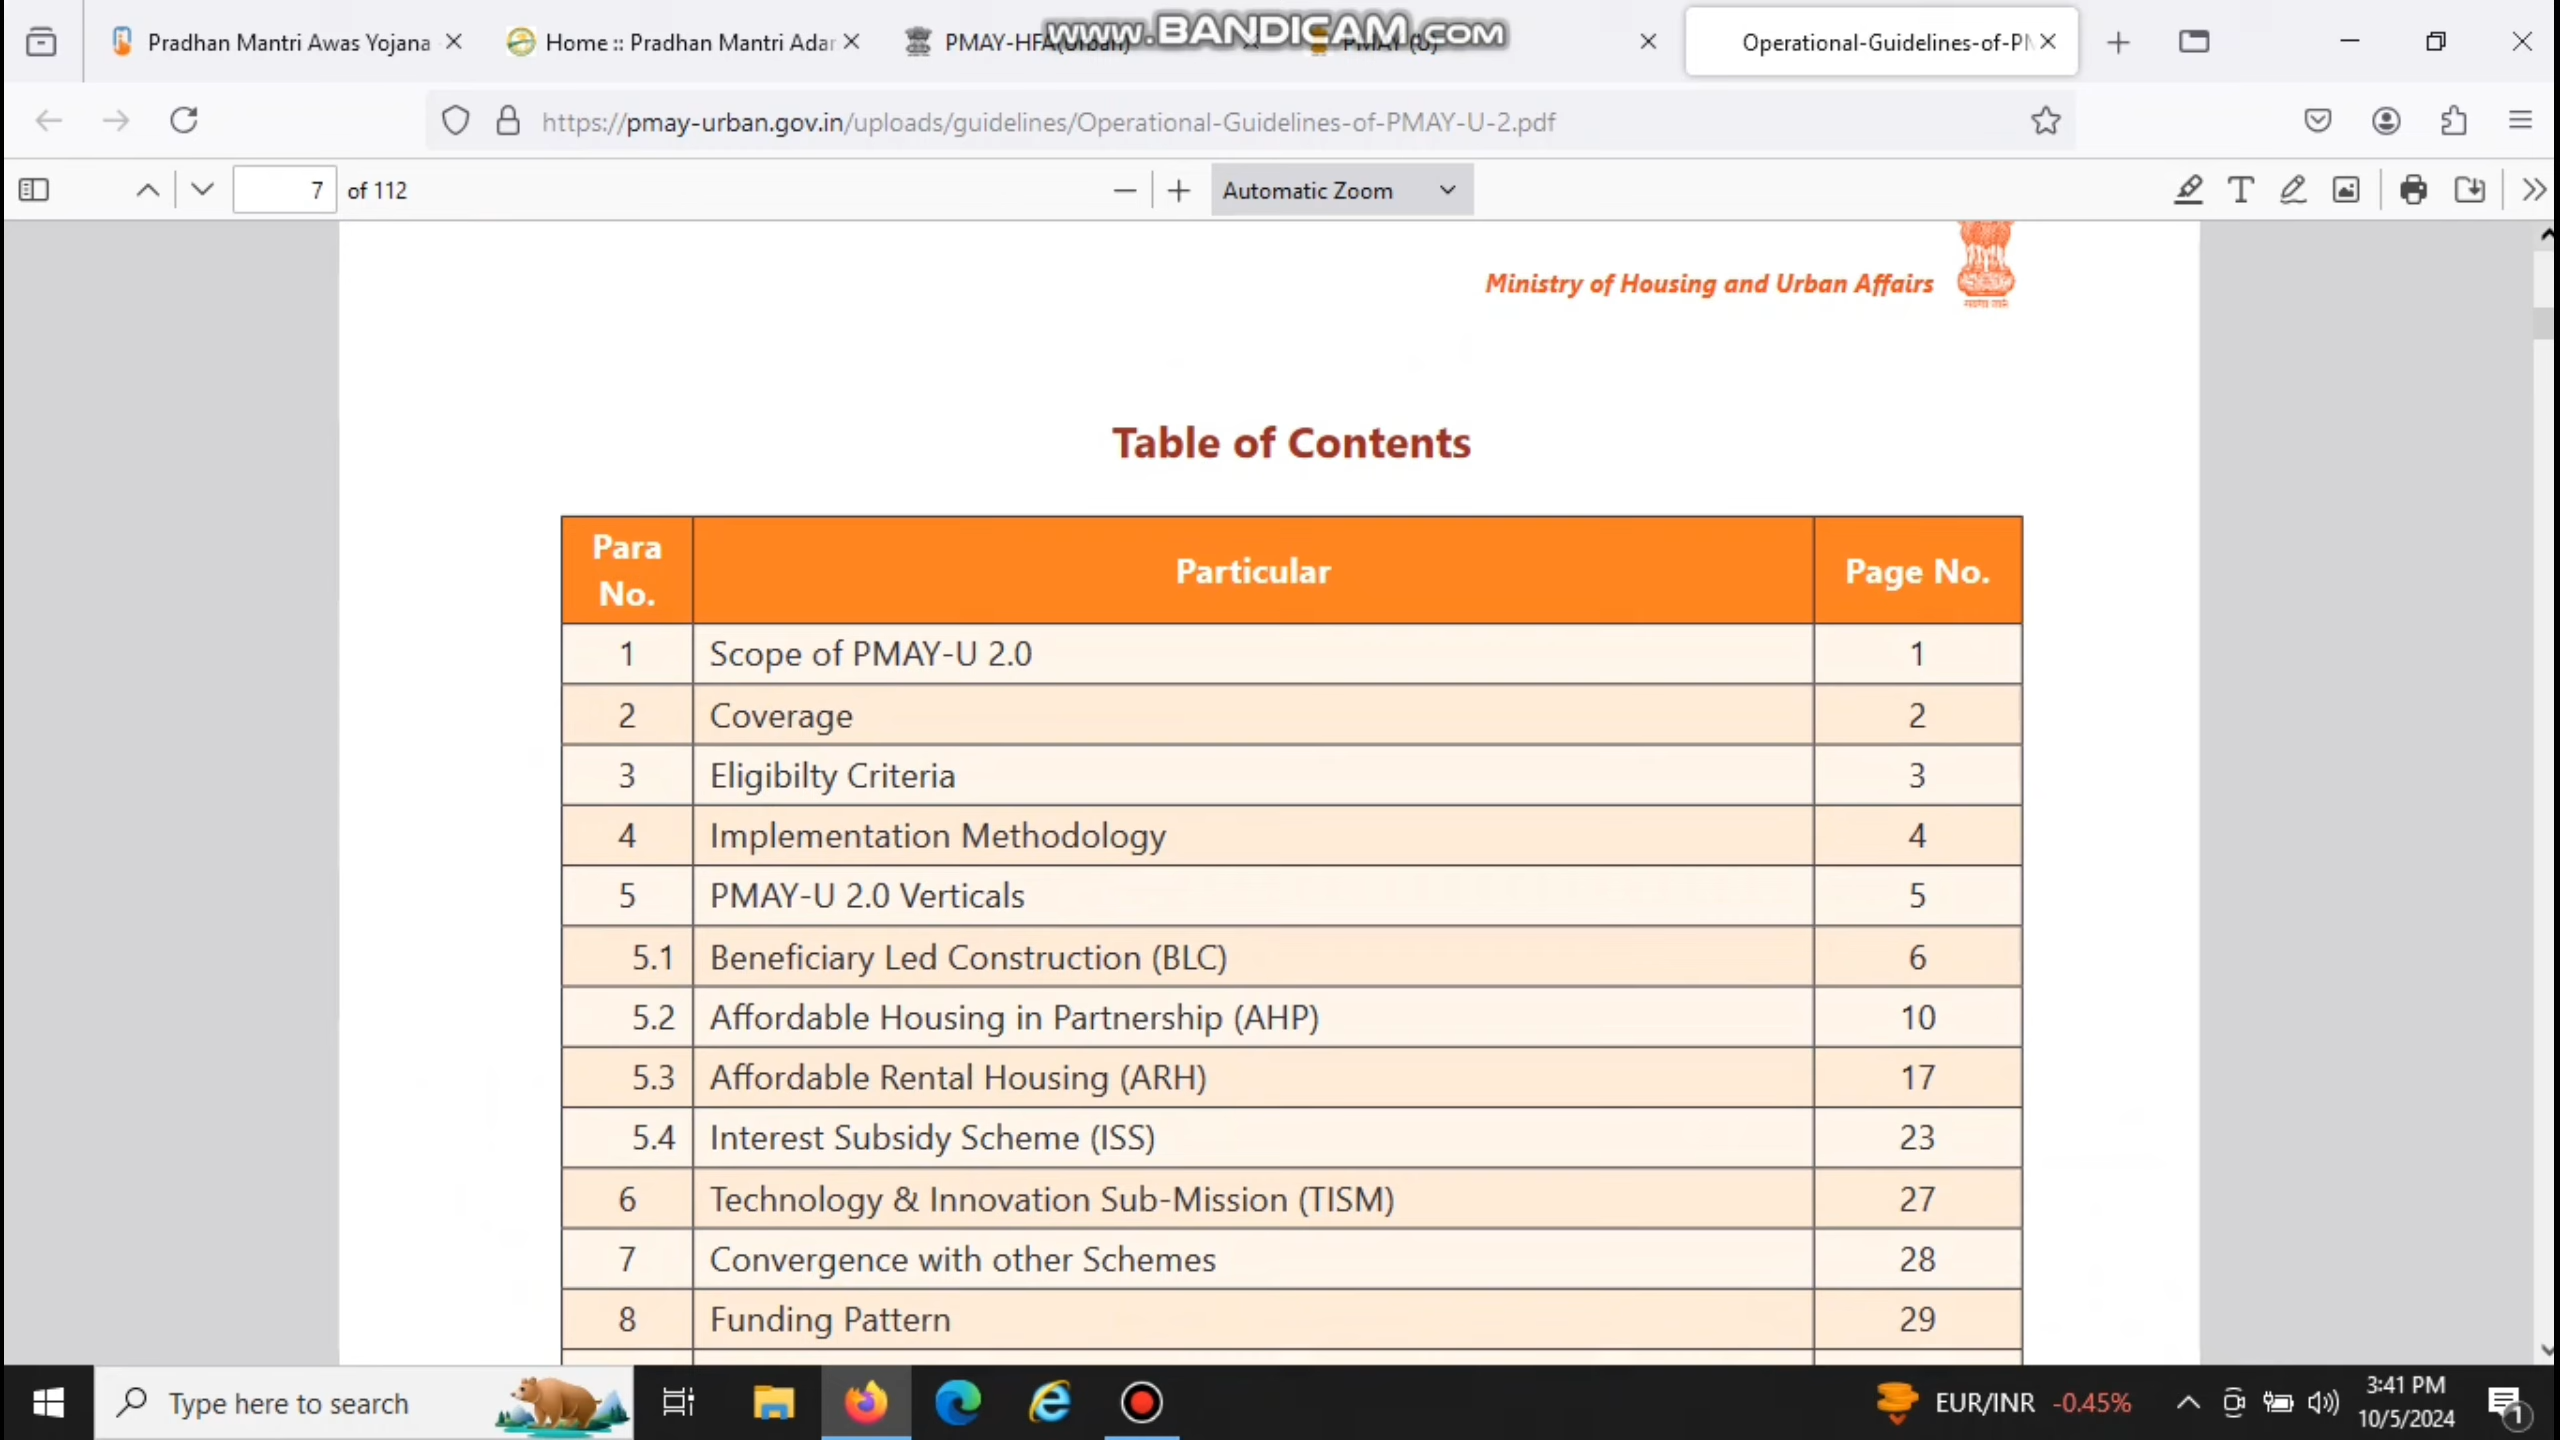 Pradhan Mantri Awas Yojana
Home :: Pradhan Mantri Adar
PMAY-HFA(Urban)
www.BANDICAM.com
PMAY (U)
Operational-Guidelines-of-PM
https://pmay-urban.gov.in/uploads/guidelines/Operational-Guidelines-of-PMAY-U-2.pdf
7 of 112
Automatic Zoom
Ministry of Housing and Urban Affairs
Table of Contents
Para No. Particular Page No.
1 Scope of PMAY-U 2.0 1
2 Coverage 2
3 Eligibilty Criteria 3
4 Implementation Methodology 4
5 PMAY-U 2.0 Verticals 5
5.1 Beneficiary Led Construction (BLC) 6
5.2 Affordable Housing in Partnership (AHP) 10
5.3 Affordable Rental Housing (ARH) 17
5.4 Interest Subsidy Scheme (ISS) 23
6 Technology & Innovation Sub-Mission (TISM) 27
7 Convergence with other Schemes 28
8 Funding Pattern 29
Type here to search
EUR/INR -0.45%
3:41 PM
10/5/2024
1